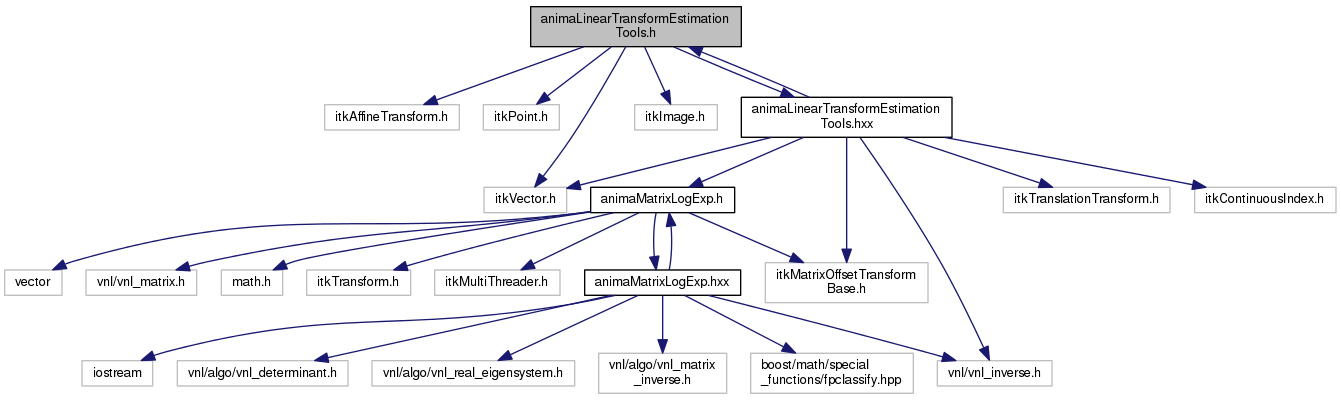 animaLinearTransformEstimation
Tools.h
itkAffineTransform.h
itkPoint.h
itkImage.h
animaLinearTransformEstimation
Tools.hxx
itkVector.h
animaMatrixLogExp.h
itkTranslationTransform.h
itkContinuousIndex.h
vector
vnl/vnl_matrix.h
math.h
itkTransform.h
itkMultiThreader.h
animaMatrixLogExp.hxx
itkMatrixOffsetTransform
Base.h
iostream
vnl/algo/vnl_determinant.h
vnl/algo/vnl_real_eigensystem.h
vnl/algo/vnl_matrix
_inverse.h
boost/math/special
_functions/fpclassify.hpp
vnl/vnl_inverse.h